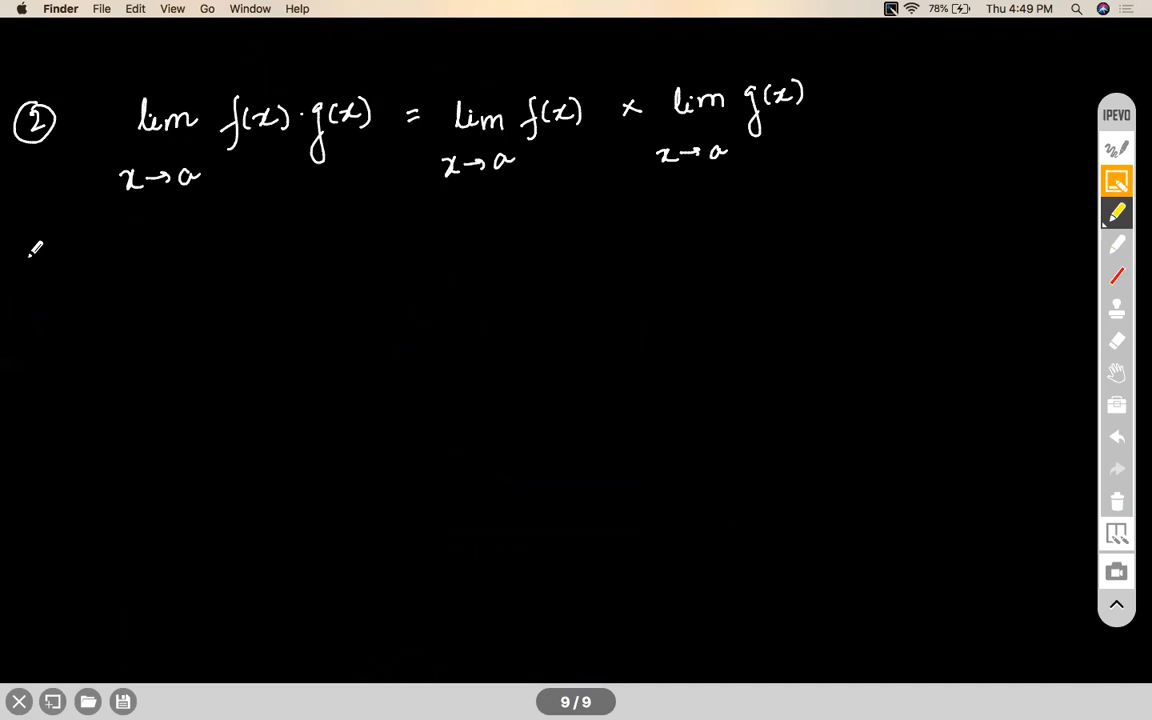 Finder File Edit View Go Window Help 78% Thu 4:49 PM
② lim f(x)·g(x) = lim f(x) × lim g(x)
x→a x→a x→a
IPEVO
9 / 9